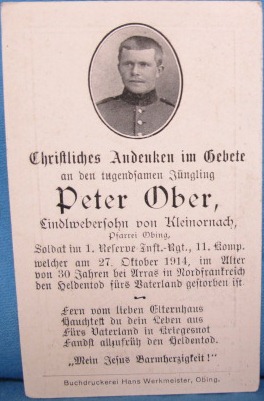 Christliches Andenken im Gebete
an den tugendsamen Jüngling
Peter Ober,
Lindlwebersohn von Kleinornach,
Pfarrei Obing,
Soldat im 1. Reserve-Inft.-Rgt., 11. Komp.
welcher am 27. Oktober 1914, im Alter
von 30 Jahren bei Arras in Nordfrankreich
den Heldentod fürs Vaterland gestorben ist
Fern vom lieben Elternhaus
Hauchtest du dein Leben aus
Fürs Vaterland in Kriegesnot
Fandst allzufrüh den Heldentod.
„Mein Jesus Barmherzigkeit!"
Buchdruckerei Hans Werkmeister, Obing.